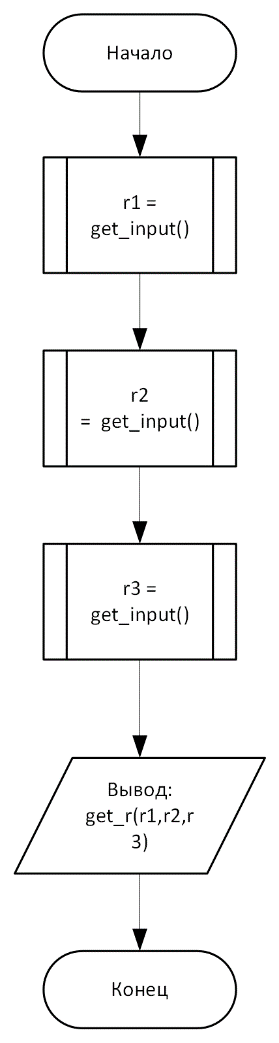 Начало
r1 =
get_input()
r2
= get_input()
r3 =
get_input()
Вывод:
get_r(r1,r2,r
3)
Конец